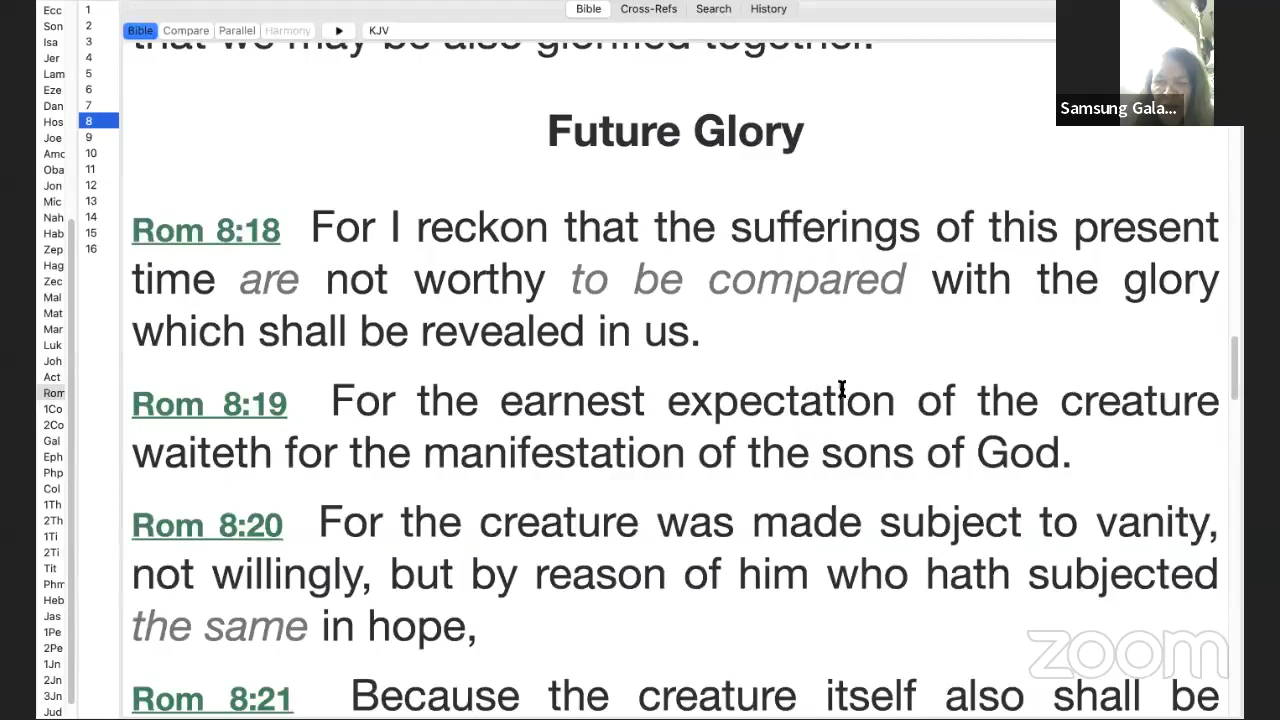 Bible Cross-Refs Search History
Bible Compare Parallel Harmony KJV
that we may be also glorified together.
Samsung Gala...
Future Glory
Rom 8:18 For I reckon that the sufferings of this present
time are not worthy to be compared with the glory
which shall be revealed in us.
Rom 8:19 For the earnest expectation of the creature
waiteth for the manifestation of the sons of God.
Rom 8:20 For the creature was made subject to vanity,
not willingly, but by reason of him who hath subjected
the same in hope,
Rom 8:21 Because the creature itself also shall be
Ecc
Son
Isa
Jer
Lam
Eze
Dan
Hos
Joe
Amo
Oba
Jon
Mic
Nah
Hab
Zep
Hag
Zec
Mal
Mat
Mar
Luk
Joh
Act
Rom
1Co
2Co
Gal
Eph
Php
Col
1Th
2Th
1Ti
2Ti
Tit
Phm
Heb
Jas
1Pe
2Pe
1Jn
2Jn
3Jn
Jud
1
2
3
4
5
6
7
8
9
10
11
12
13
14
15
16
zoom